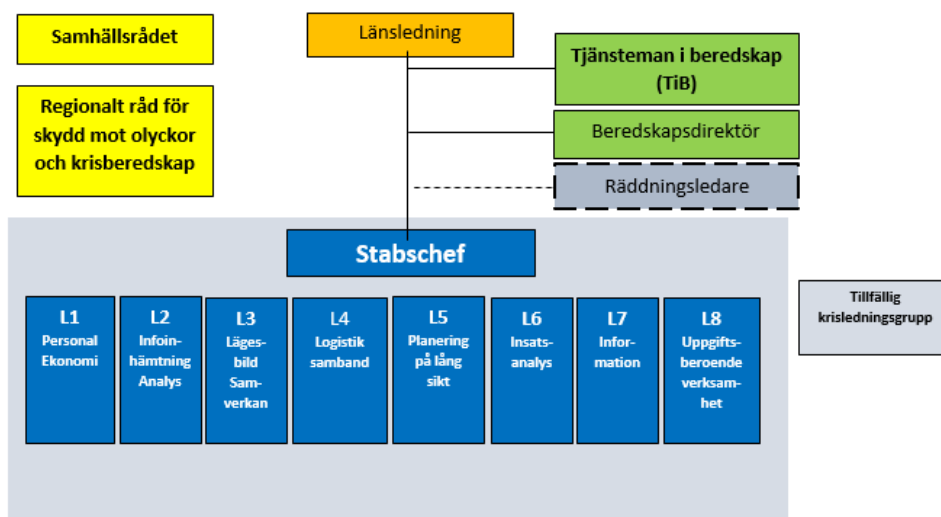 Samhällsrådet
Regionalt råd för
skydd mot olyckor
och krisberedskap
Länsledning
Tjänsteman i beredskap
(TiB)
Beredskapsdirektör
Räddningsledare
Stabschef
L1
Personal
Ekonomi
L2
Infoin-
hämtning
Analys
L3
Läges-
bild
Sam-
verkan
L4
Logistik
samband
L5
Planering
på lång
sikt
L6
Insats-
analys
L7
Infor-
mation
L8
Uppgifts-
beroende
verksam-
het
Tillfällig
krisledningsgrupp